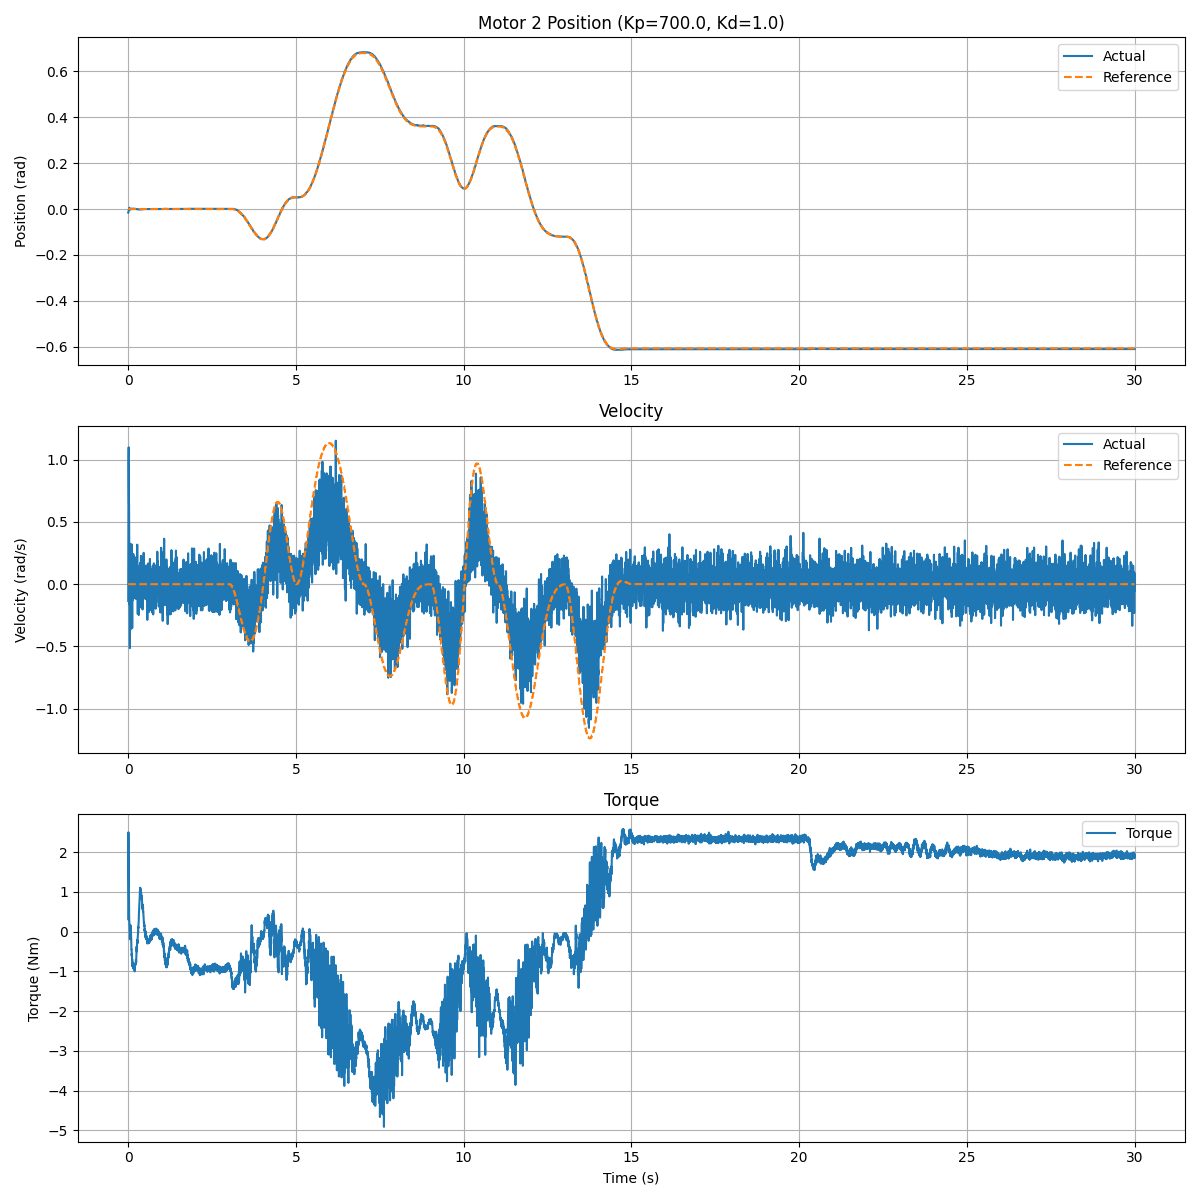 Motor 2 Position (Kp=700.0, Kd=1.0)
Actual
Reference
Position (rad)
0.6
0.4
0.2
0.0
−0.2
−0.4
−0.6
0 5 10 15 20 25 30
Velocity
Actual
Reference
Velocity (rad/s)
1.0
0.5
0.0
−0.5
−1.0
0 5 10 15 20 25 30
Torque
Torque
Torque (Nm)
2
1
0
−1
−2
−3
−4
−5
0 5 10 15 20 25 30
Time (s)